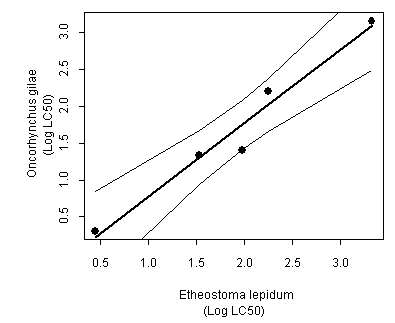 Oncorhynchus gilae
(Log LC50)
3.0
2.5
2.0
1.5
1.0
0.5
0.5 1.0 1.5 2.0 2.5 3.0
Etheostoma lepidum
(Log LC50)